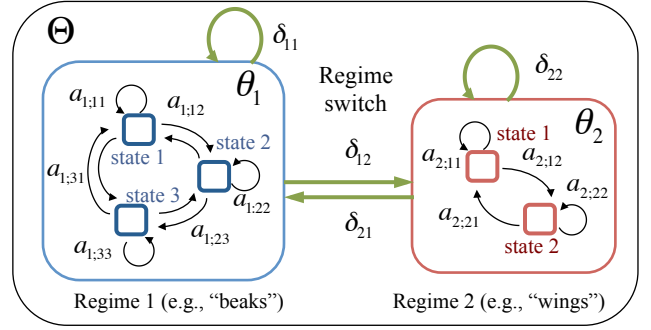 Θ
δ₁₁
θ₁
Regime
switch
δ₂₂
θ₂
a₁;₁₁
a₁;₁₂
state 2
state 1
a₁;₃₁
state 3
a₁;₂₂
a₁;₂₃
a₁;₃₃
δ₁₂
δ₂₁
state 1
a₂;₁₁
a₂;₁₂
a₂;₂₂
a₂;₂₁
state 2
Regime 1 (e.g., “beaks”)
Regime 2 (e.g., “wings”)